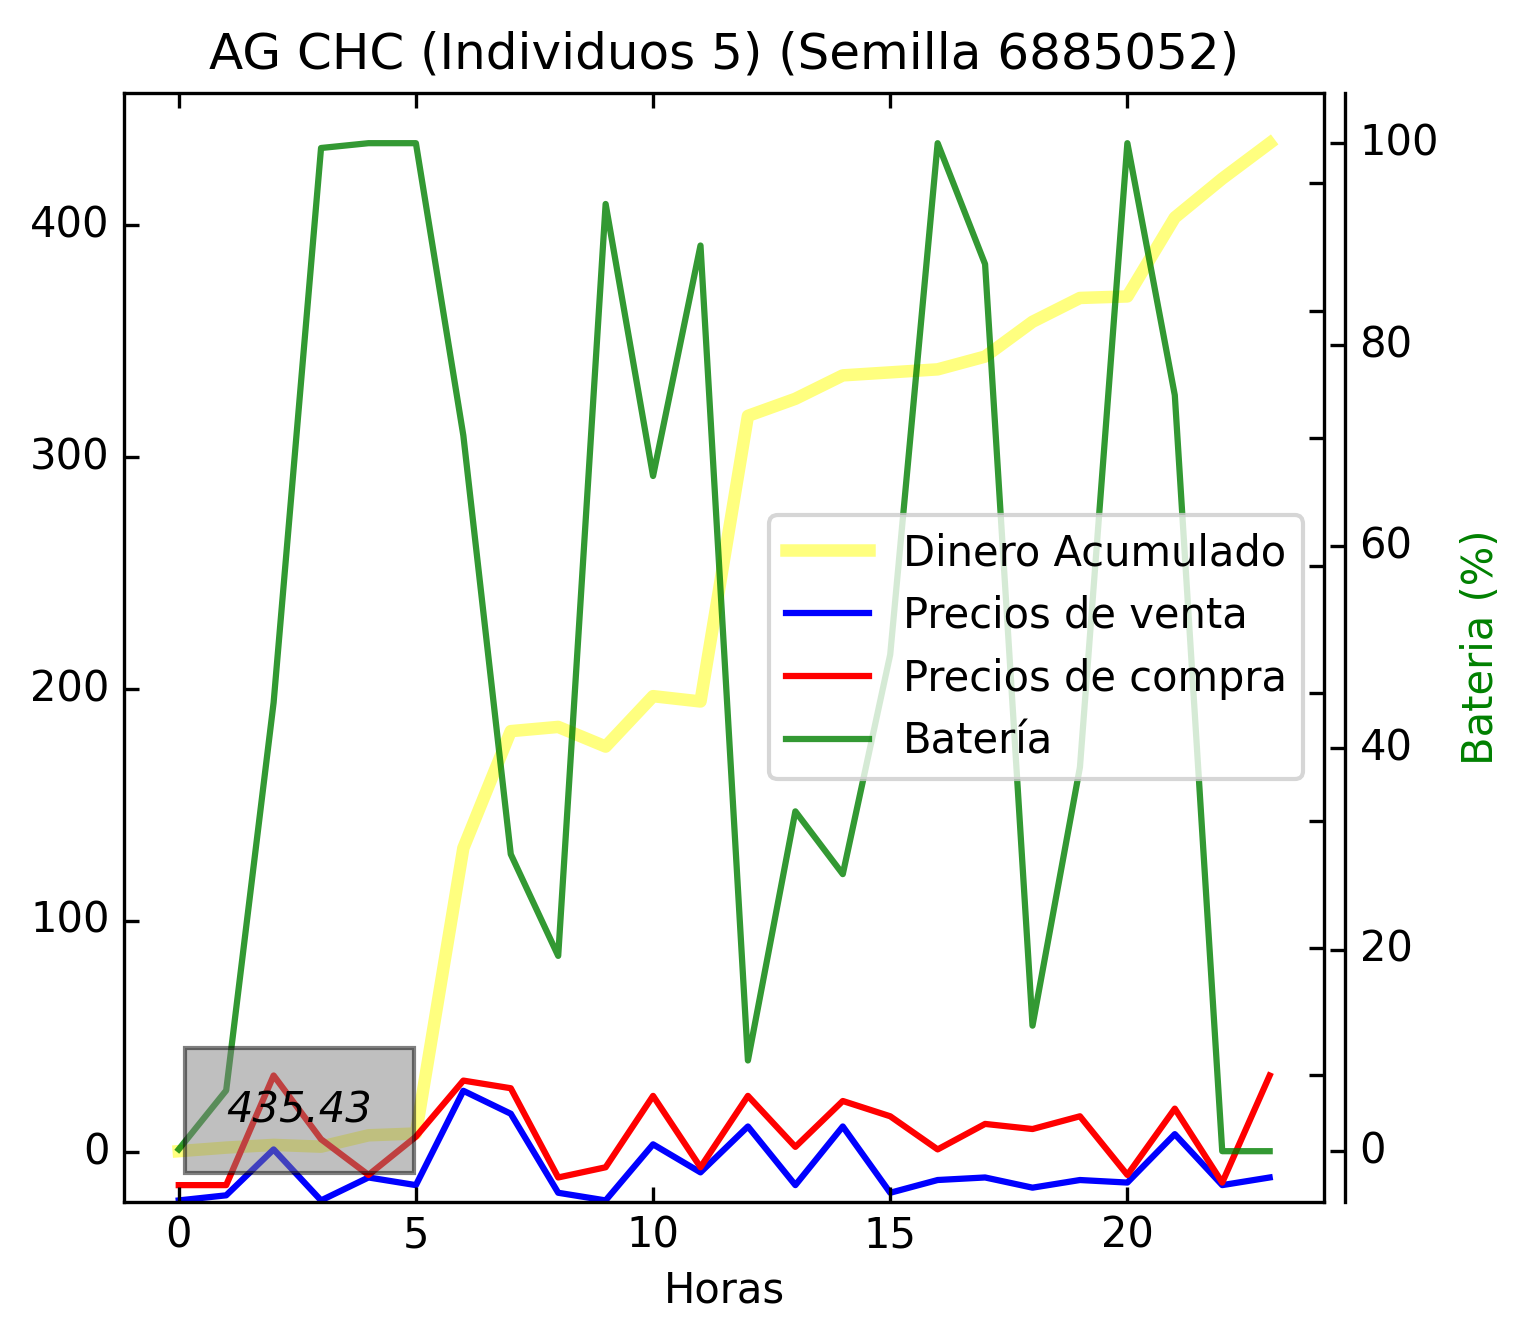 AG CHC (Individuos 5) (Semilla 6885052)
400
300
200
100
0
100
80
60
40
20
0
Bateria (%)
Dinero Acumulado
Precios de venta
Precios de compra
Batería
435.43
0 5 10 15 20
Horas